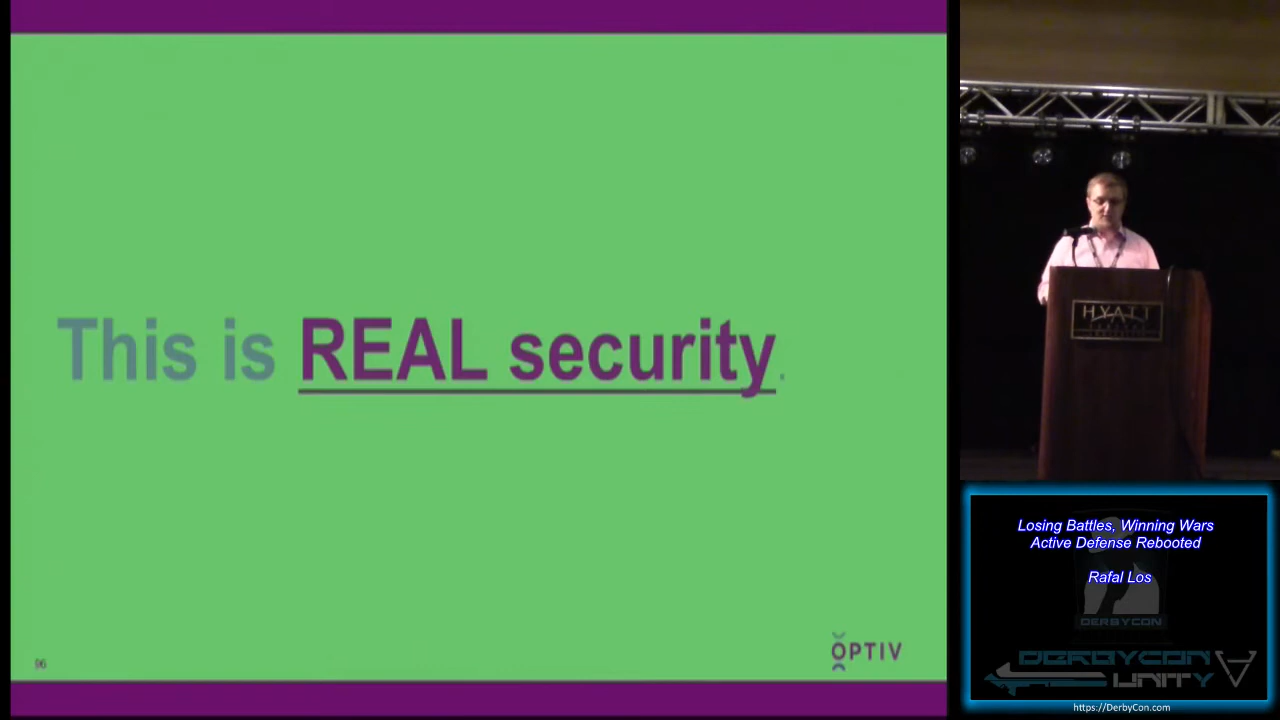 This is REAL security.
96
OPTIV
HYATT
Losing Battles, Winning Wars
Active Defense Rebooted
Rafal Los
DERBYCON
DERBYCON
UNITY
https://DerbyCon.com